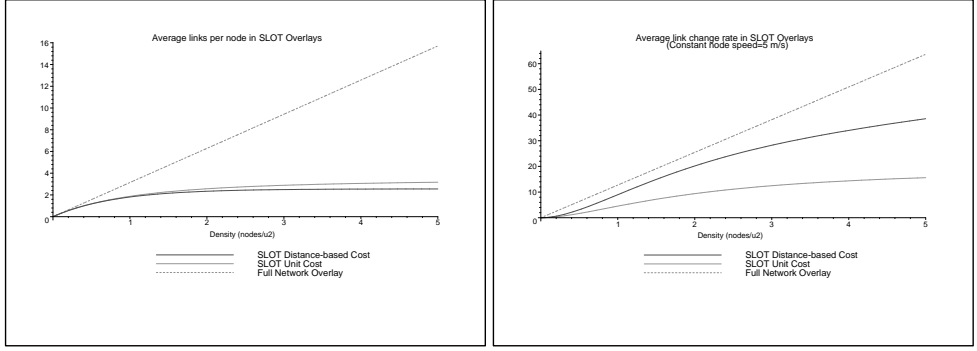 Average links per node in SLOT Overlays
16
14
12
10
8
6
4
2
0
1
2
3
4
5
Density (nodes/u2)
SLOT Distance-based Cost
SLOT Unit Cost
Full Network Overlay
Average link change rate in SLOT Overlays
(Constant node speed=5 m/s)
60
50
40
30
20
10
0
0
1
2
3
4
5
Density (nodes/u2)
SLOT Distance-based Cost
SLOT Unit Cost
Full Network Overlay